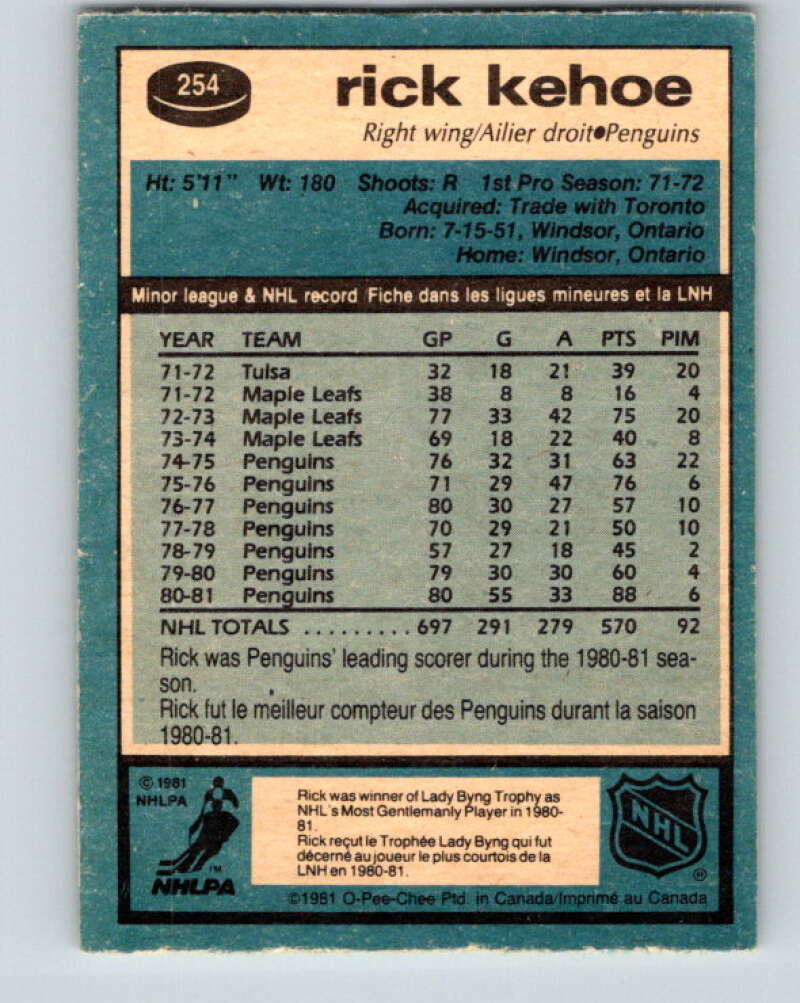 254
rick kehoe
Right wing/Ailier droit●Penguins
Ht: 5'11" Wt: 180 Shoots: R 1st Pro Season: 71-72
Acquired: Trade with Toronto
Born: 7-15-51, Windsor, Ontario
Home: Windsor, Ontario
Minor league & NHL record Fiche dans les ligues mineures et la LNH
YEAR TEAM GP G A PTS PIM
71-72 Tulsa 32 18 21 39 20
71-72 Maple Leafs 38 8 8 16 4
72-73 Maple Leafs 77 33 42 75 20
73-74 Maple Leafs 69 18 22 40 8
74-75 Penguins 76 32 31 63 22
75-76 Penguins 71 29 47 76 6
76-77 Penguins 80 30 27 57 10
77-78 Penguins 70 29 21 50 10
78-79 Penguins 57 27 18 45 2
79-80 Penguins 79 30 30 60 4
80-81 Penguins 80 55 33 88 6
NHL TOTALS ......... 697 291 279 570 92
Rick was Penguins' leading scorer during the 1980-81 sea-
son.
Rick fut le meilleur compteur des Penguins durant la saison
1980-81.
© 1981
NHLPA
TM
NHLPA
Rick was winner of Lady Byng Trophy as
NHL's Most Gentlemanly Player in 1980-
81.
Rick reçut le Trophée Lady Byng qui fut
décerné au joueur le plus courtois de la
LNH en 1980-81.
NHL
®
©1981 O-Pee-Chee Ptd. in Canada/Imprimé au Canada